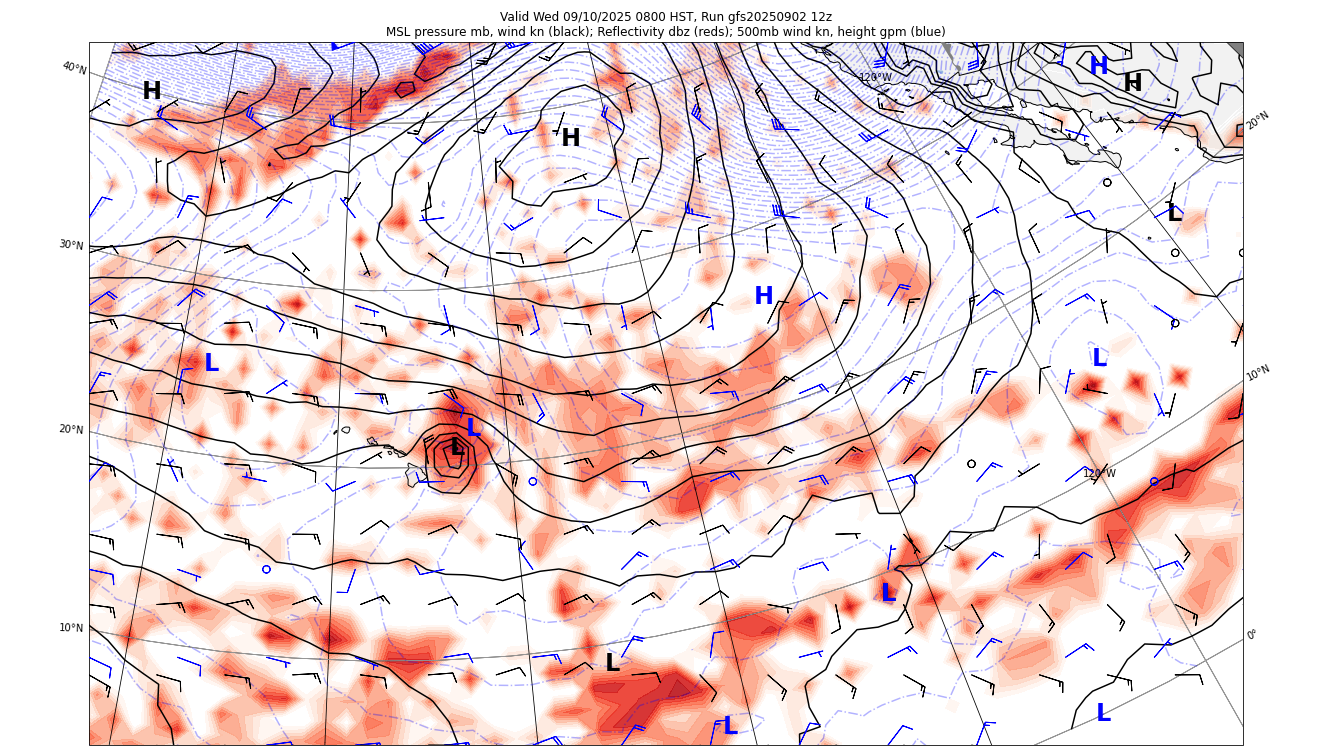 Valid Wed 09/10/2025 0800 HST, Run gfs20250902 12z
MSL pressure mb, wind kn (black); Reflectivity dbz (reds); 500mb wind kn, height gpm (blue)
40°N
120°W
H
H
H
20°N
H
L
30°N
H
L
L
10°N
20°N
L
L
120°W
L
10°N
0°
L
L
L